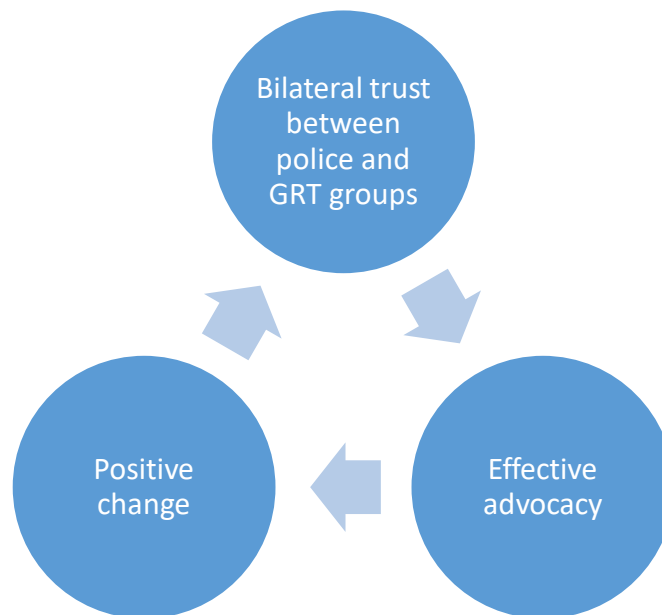 Bilateral trust
between
police and
GRT groups
Positive
change
Effective
advocacy